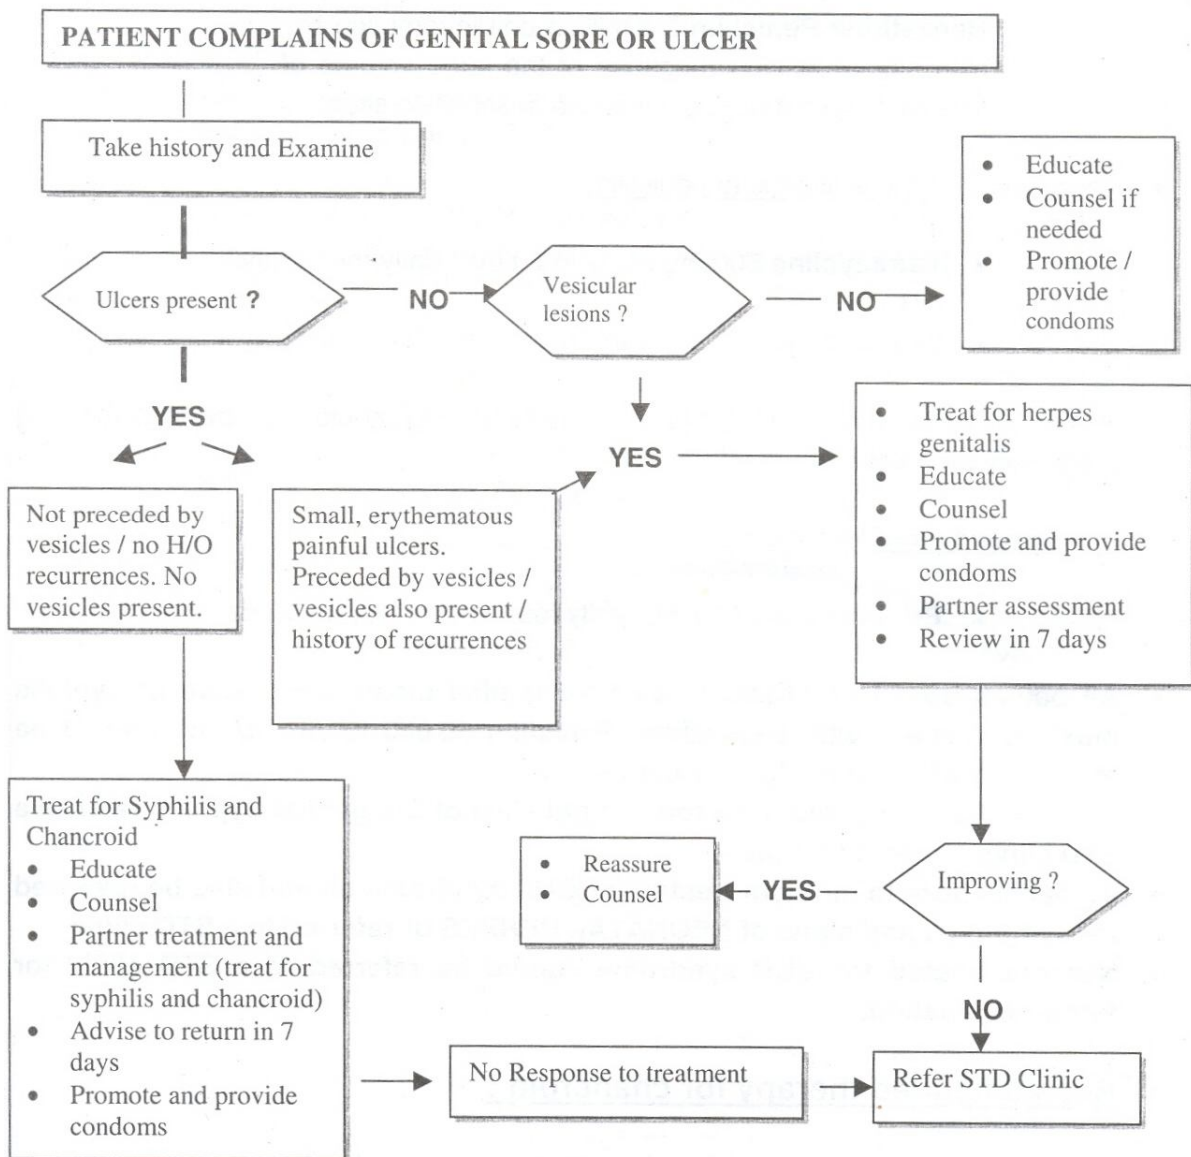 PATIENT COMPLAINS OF GENITAL SORE OR ULCER
Take history and Examine
Ulcers present ?
NO
Vesicular
lesions ?
NO
• Educate
• Counsel if
needed
• Promote /
provide
condoms
YES
YES
Not preceded by
vesicles / no H/O
recurrences. No
vesicles present.
Small, erythematous
painful ulcers.
Preceded by vesicles /
vesicles also present /
history of recurrences
• Treat for herpes
genitalis
• Educate
• Counsel
• Promote and provide
condoms
• Partner assessment
• Review in 7 days
Treat for Syphilis and
Chancroid
• Educate
• Counsel
• Partner treatment and
management (treat for
syphilis and chancroid)
• Advise to return in 7
days
• Promote and provide
condoms
• Reassure
• Counsel
YES
Improving ?
NO
No Response to treatment
Refer STD Clinic